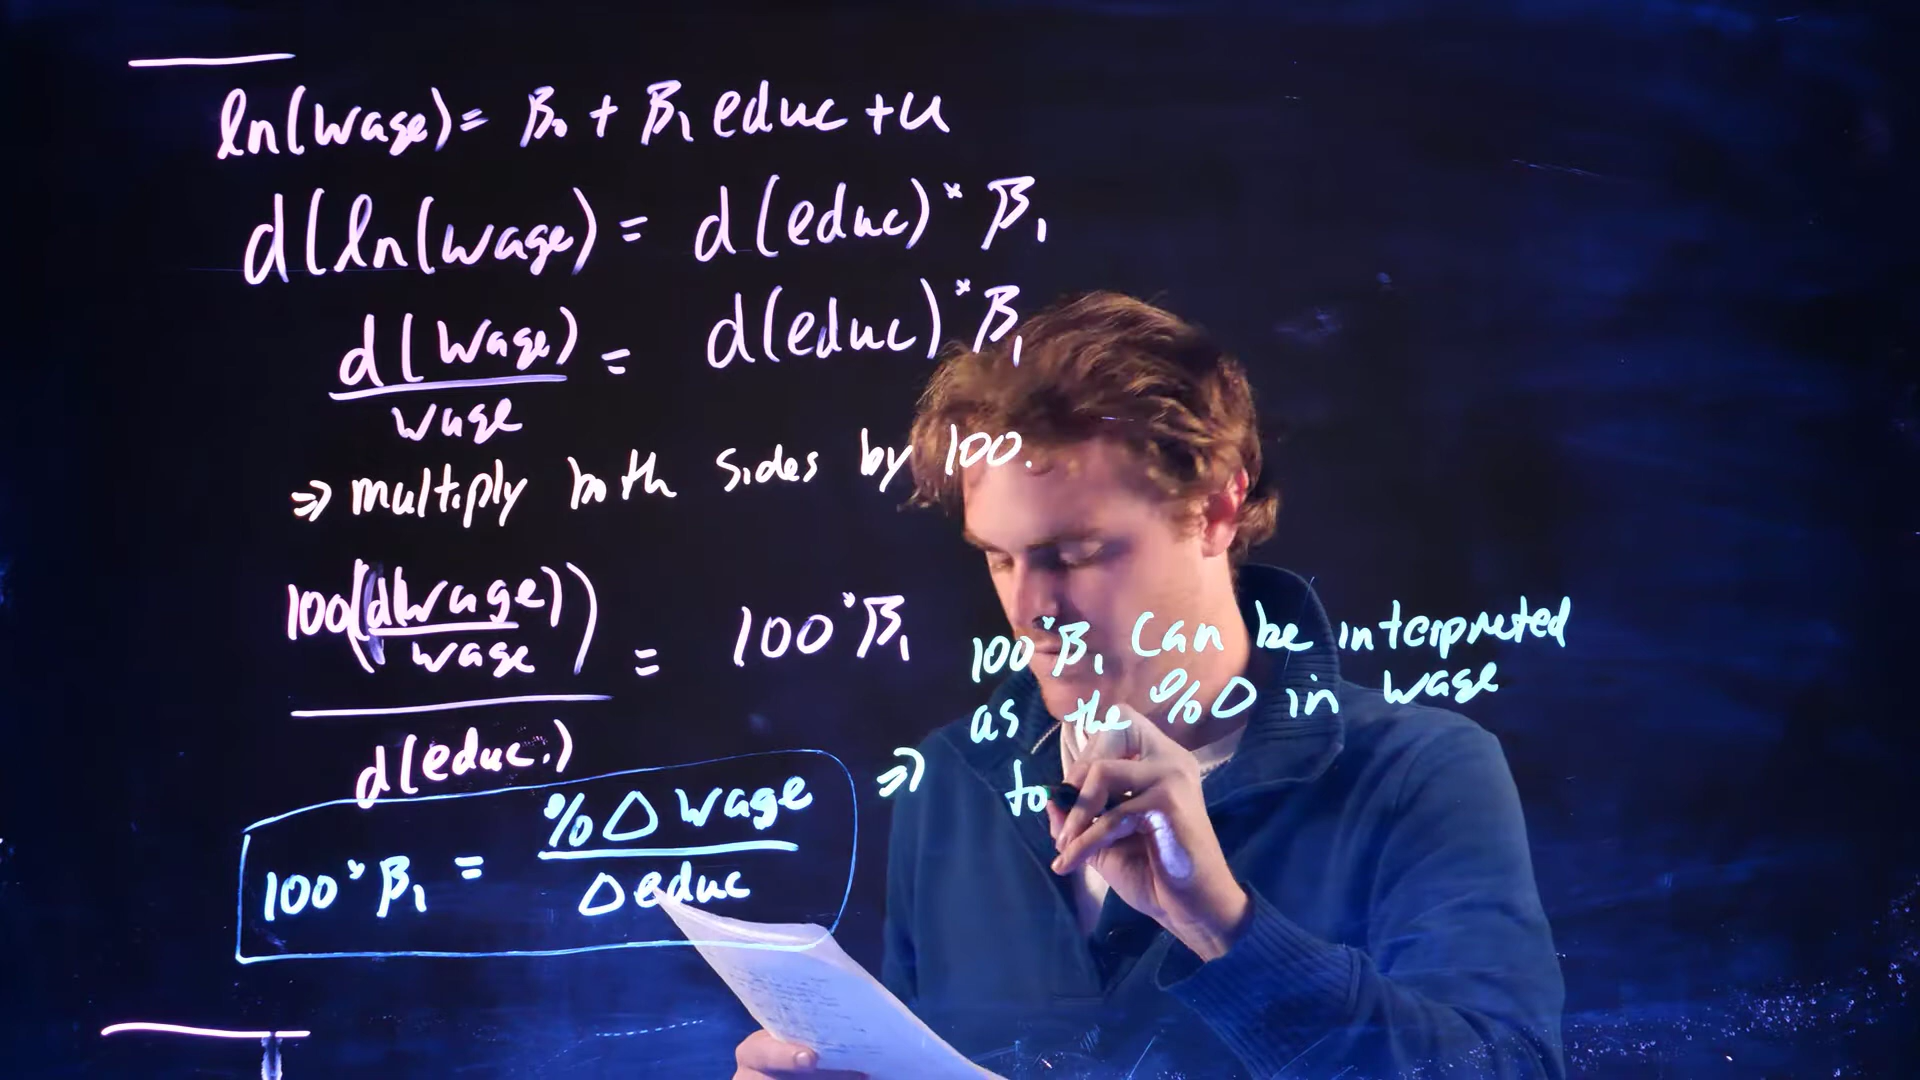 ln(wage) = β₀ + β₁ educ + u
d(ln(wage) = d(educ) * β₁
d(wage)/wage = d(educ) * β₁
⇒ multiply both sides by 100.
100(d(wage)/wage)) / d(educ.) = 100 * β₁
100 * β₁ = %Δ wage / Δ educ
⇒ 100 * β₁ can be interpreted
as the %Δ in wage
to